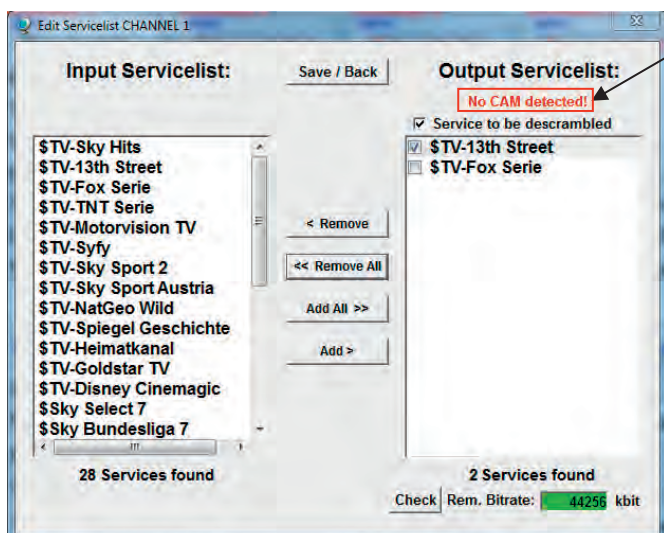 Edit Servicelist CHANNEL 1
Input Servicelist:
Save / Back
Output Servicelist:
No CAM detected!
Service to be descrambled
$TV-Sky Hits
$TV-13th Street
$TV-Fox Serie
$TV-TNT Serie
$TV-Motorvision TV
$TV-Syfy
$TV-Sky Sport 2
$TV-Sky Sport Austria
$TV-NatGeo Wild
$TV-Spiegel Geschichte
$TV-Heimatkanal
$TV-Goldstar TV
$TV-Disney Cinemagic
$Sky Select 7
$Sky Bundesliga 7
28 Services found
< Remove
<< Remove All
Add All >>
Add >
$TV-13th Street
$TV-Fox Serie
2 Services found
Check Rem. Bitrate: 44256 kbit